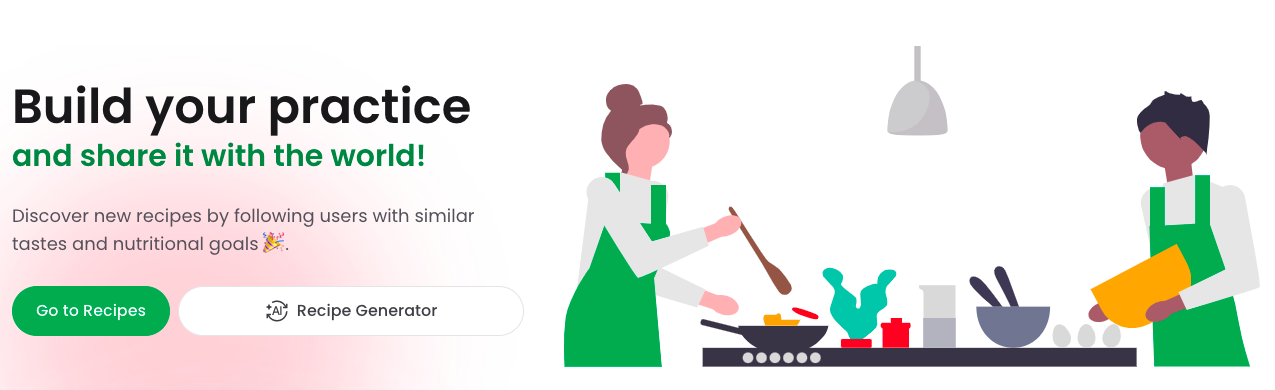 Build your practice
and share it with the world!
Discover new recipes by following users with similar
tastes and nutritional goals 🎉.
Go to Recipes
AI Recipe Generator